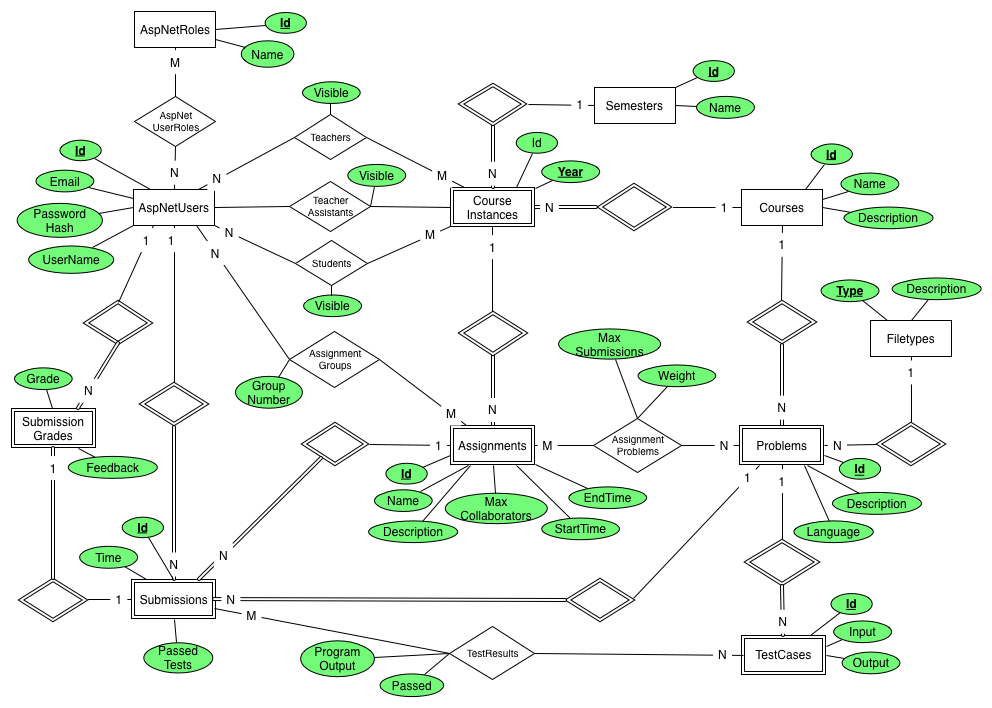 AspNetRoles
Id
Name
M
AspNet
UserRoles
N
Visible
Teachers
N
M
1
Semesters
Id
Name
N
Id
Email
Password
Hash
UserName
AspNetUsers
Visible
Teacher
Assistants
Id
Year
Course
Instances
N
1
Courses
Id
Name
Description
1
1
N
N
Students
M
Visible
1
1
Type
Description
Filetypes
1
Grade
N
Submission
Grades
Feedback
1
Assignment
Groups
Group
Number
M
N
Max
Submissions
Weight
N
1
Assignments
M
Assignment
Problems
N
Problems
N
Id
Name
Description
Max
Collaborators
StartTime
EndTime
Id
Description
Language
1
1
Id
Time
N
N
1
Submissions
N
M
Passed
Tests
Program
Output
Passed
TestResults
N
N
TestCases
Id
Input
Output